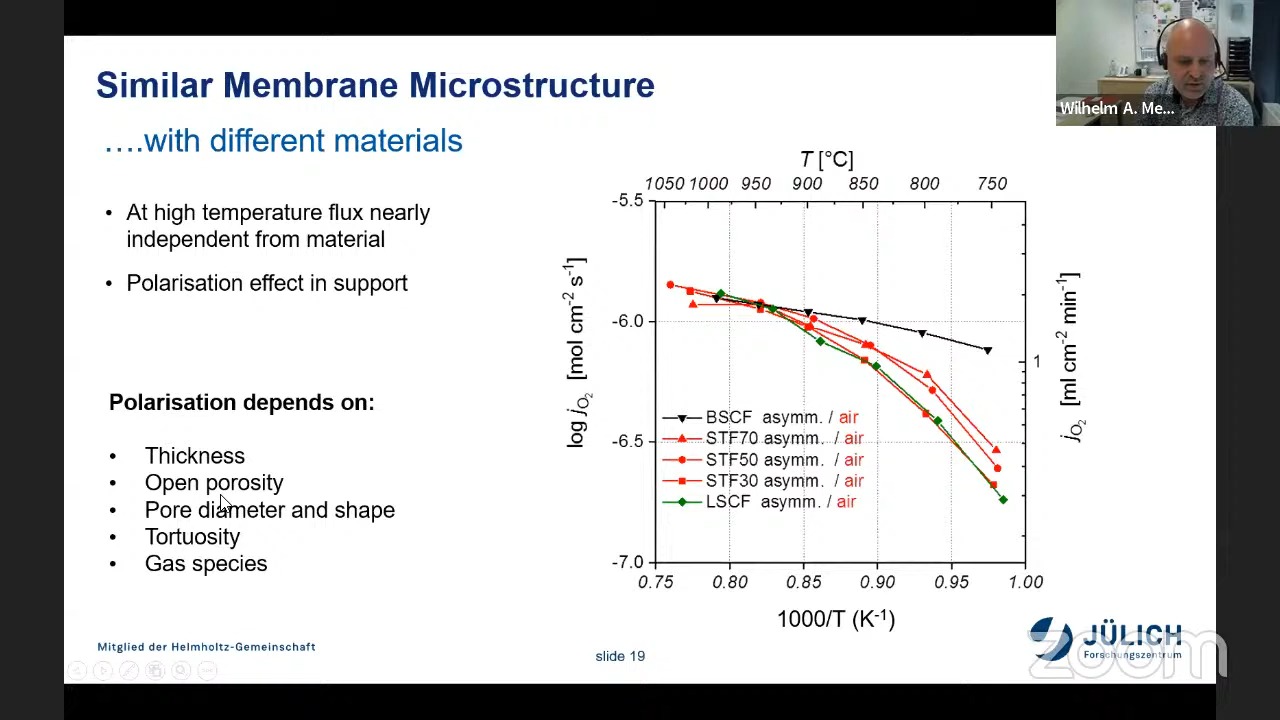 Similar Membrane Microstructure
….with different materials
• At high temperature flux nearly
independent from material
• Polarisation effect in support
Polarisation depends on:
• Thickness
• Open porosity
• Pore diameter and shape
• Tortuosity
• Gas species
T [°C]
1050 1000 950 900 850 800 750
-5.5
-6.0
-6.5
-7.0
log jO2 [mol cm-2 s-1]
BSCF asymm. / air
STF70 asymm. / air
STF50 asymm. / air
STF30 asymm. / air
LSCF asymm. / air
1
jO2 [ml cm-2 min-1]
0.75 0.80 0.85 0.90 0.95 1.00
1000/T (K-1)
Mitglied der Helmholtz-Gemeinschaft
slide 19
JÜLICH
Forschungszentrum
zoom
Wilhelm A. Me...